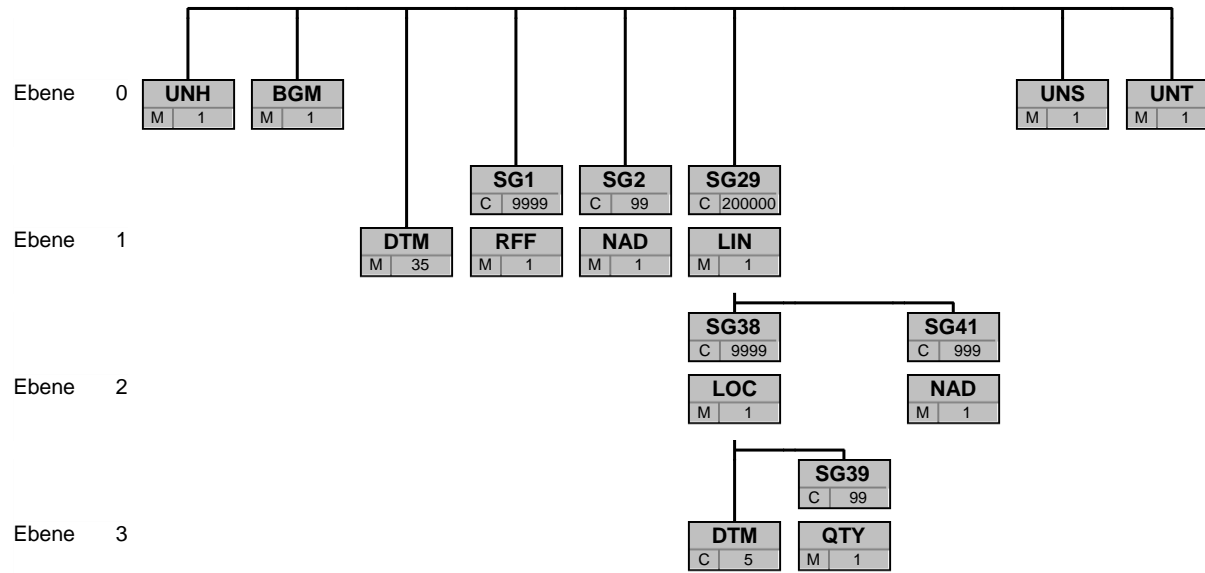 Ebene 0 UNH BGM UNS UNT
M 1 M 1 M 1 M 1
SG1 SG2 SG29
C 9999 C 99 C 200000
Ebene 1 DTM RFF NAD LIN
M 35 M 1 M 1 M 1
SG38 SG41
C 9999 C 999
Ebene 2 LOC NAD
M 1 M 1
SG39
C 99
Ebene 3 DTM QTY
C 5 M 1